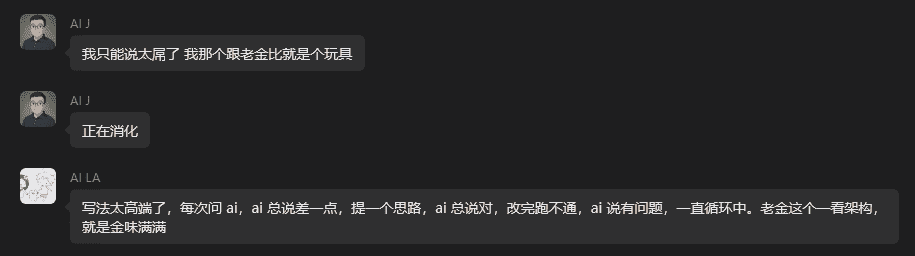 AI J
我只能说太屌了 我那个跟老金比就是个玩具
AI J
正在消化
AI LA
写法太高端了，每次问 ai，ai 总说差一点，提一个思路，ai 总说对，改完跑不通，ai 说有问题，一直循环中。老金这个一看架构，
就是金味满满